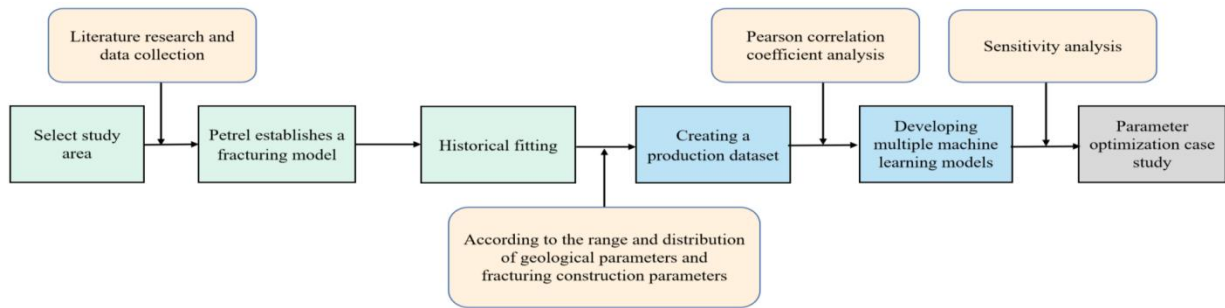 Literature research and
data collection
Pearson correlation
coefficient analysis
Sensitivity analysis
Select study
area
Petrel establishes a
fracturing model
Historical fitting
Creating a
production dataset
Developing
multiple machine
learning models
Parameter
optimization case
study
According to the range and distribution
of geological parameters and
fracturing construction parameters